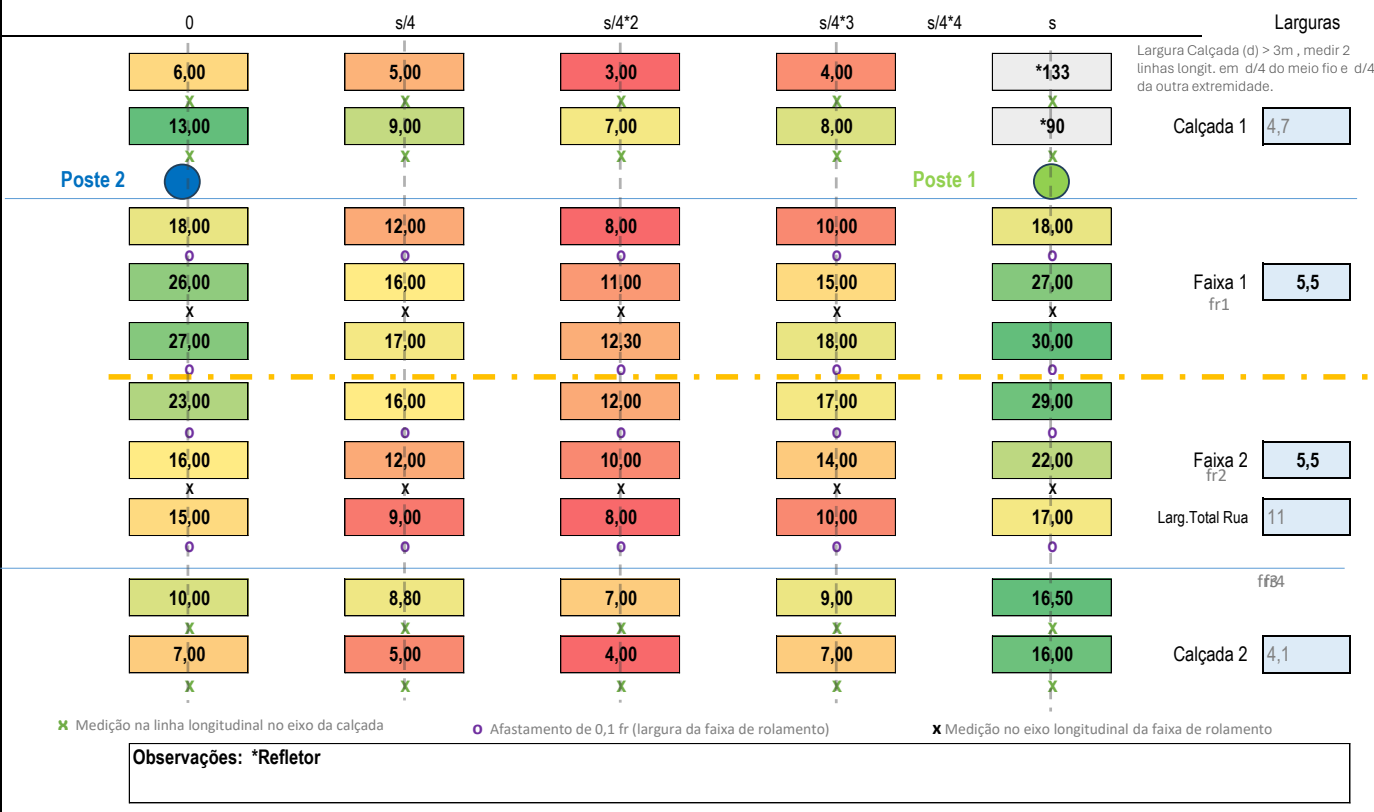 0 s/4 s/4*2 s/4*3 s/4*4 s Larguras
Largura Calçada (d) > 3m , medir 2
linhas longit. em d/4 do meio fio e d/4
da outra extremidade.
6,00 5,00 3,00 4,00 *133
x x x x x
13,00 9,00 7,00 8,00 *90 Calçada 1 4,7
x x x x x
Poste 2 Poste 1
18,00 12,00 8,00 10,00 18,00
o o o o o
26,00 16,00 11,00 15,00 27,00 Faixa 1 5,5
fr1
x x x x x
27,00 17,00 12,30 18,00 30,00
o o o o
23,00 16,00 12,00 17,00 29,00
o o o o o
16,00 12,00 10,00 14,00 22,00 Faixa 2 5,5
fr2
x x x x x
15,00 9,00 8,00 10,00 17,00 Larg.Total Rua 11
o o o o o
10,00 8,80 7,00 9,00 16,50
x x x x x
7,00 5,00 4,00 7,00 16,00 Calçada 2 4,1
x x x x x
x Medição na linha longitudinal no eixo da calçada
o Afastamento de 0,1 fr (largura da faixa de rolamento)
x Medição no eixo longitudinal da faixa de rolamento
Observações: *Refletor